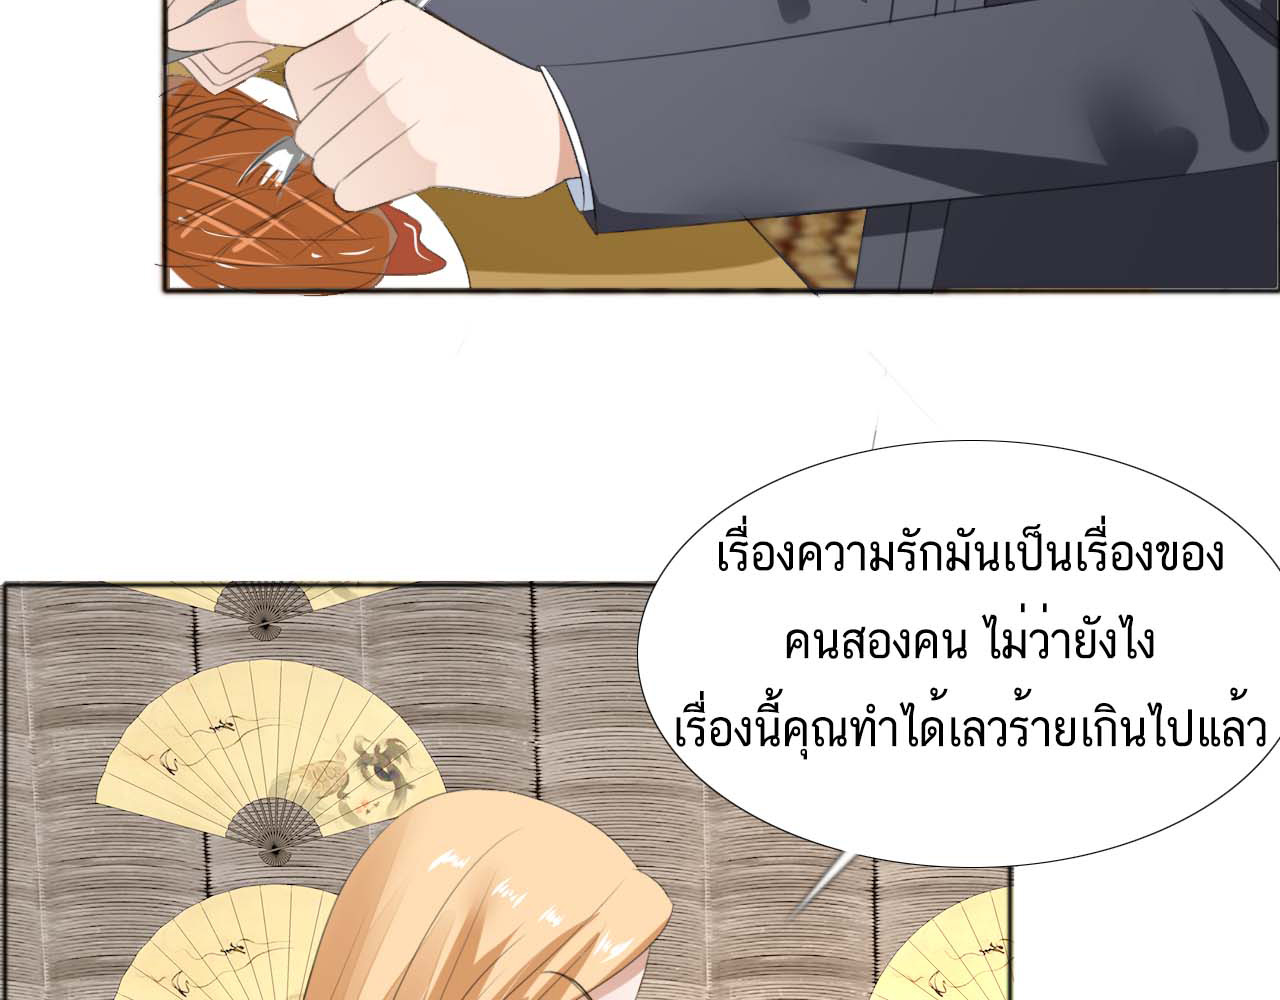 เรื่องความรักมันเป็นเรื่องของ
คนสองคน ไม่ว่ายังไง
เรื่องนี้คุณทำได้เลวร้ายเกินไปแล้ว